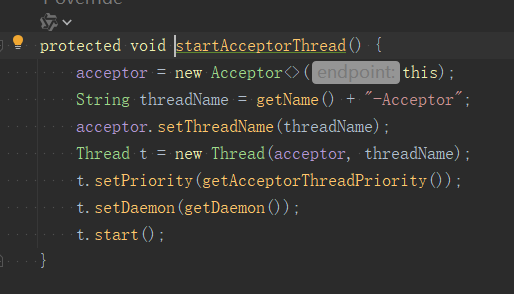 1 override
protected void startAcceptorThread() {
acceptor = new Acceptor<>( endpoint: this);
String threadName = getName() + "-Acceptor";
acceptor.setThreadName(threadName);
Thread t = new Thread(acceptor, threadName);
t.setPriority(getAcceptorThreadPriority());
t.setDaemon(getDaemon());
t.start();
}